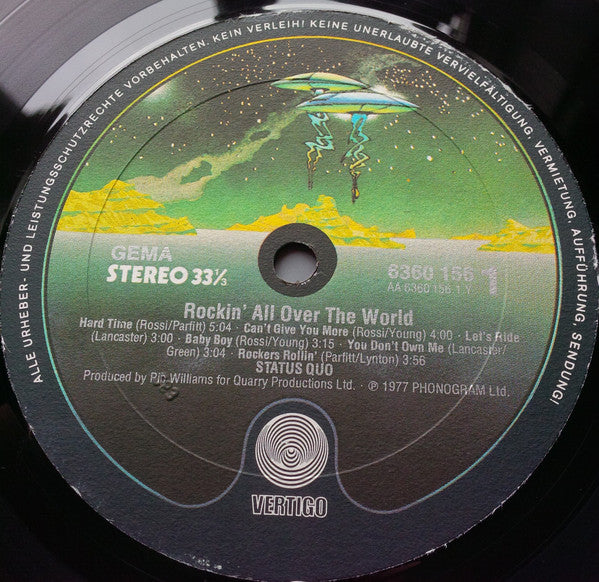 ALLE URHEBER - UND LEISTUNGSSCHUTZRECHTE VORBEHALTEN. KEIN VERLEIH! KEINE UNERLAUBTE VERVIELFÄLTIGUNG, VERMIETUNG, AUFFÜHRUNG, SENDUNG!
GEMA
STEREO 33⅓
6360 156 1
AA 6360 156 1 Y
Rockin' All Over The World
Hard Time (Rossi/Parfitt) 5:04 · Can't Give You More (Rossi/Young) 4:00 · Let's Ride
(Lancaster) 3:00 · Baby Boy (Rossi/Young) 3:15 · You Don't Own Me (Lancaster/
Green) 3:04 · Rockers Rollin' (Parfitt/Lynton) 3:56
STATUS QUO
Produced by Pip Williams for Quarry Productions Ltd. · ℗ 1977 PHONOGRAM Ltd.
VERTIGO